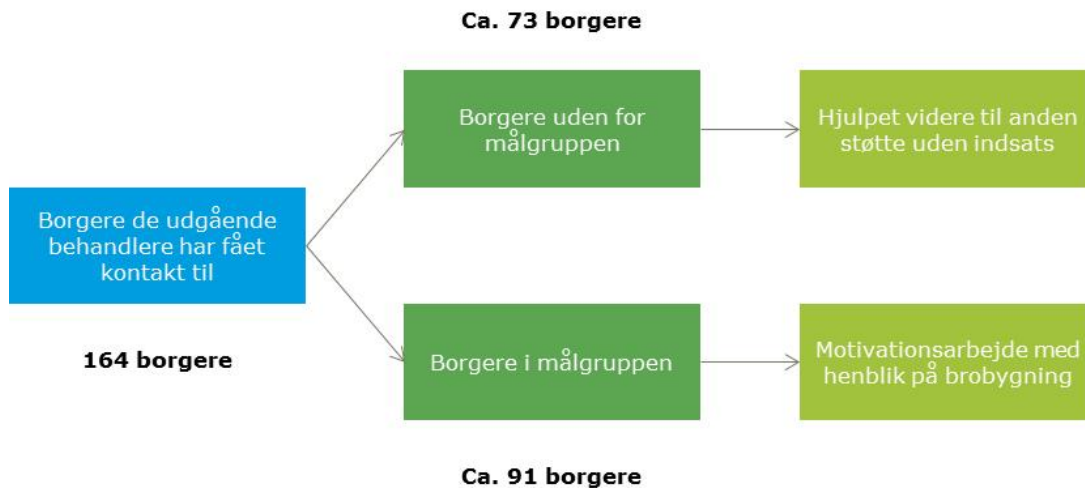 Ca. 73 borgere
Borgere uden for
målgruppen
Hjulpet videre til anden
støtte uden indsats
Borgere de udgående
behandlere har fået
kontakt til
164 borgere
Borgere i målgruppen
Motivationsarbejde med
henblik på brobygning
Ca. 91 borgere